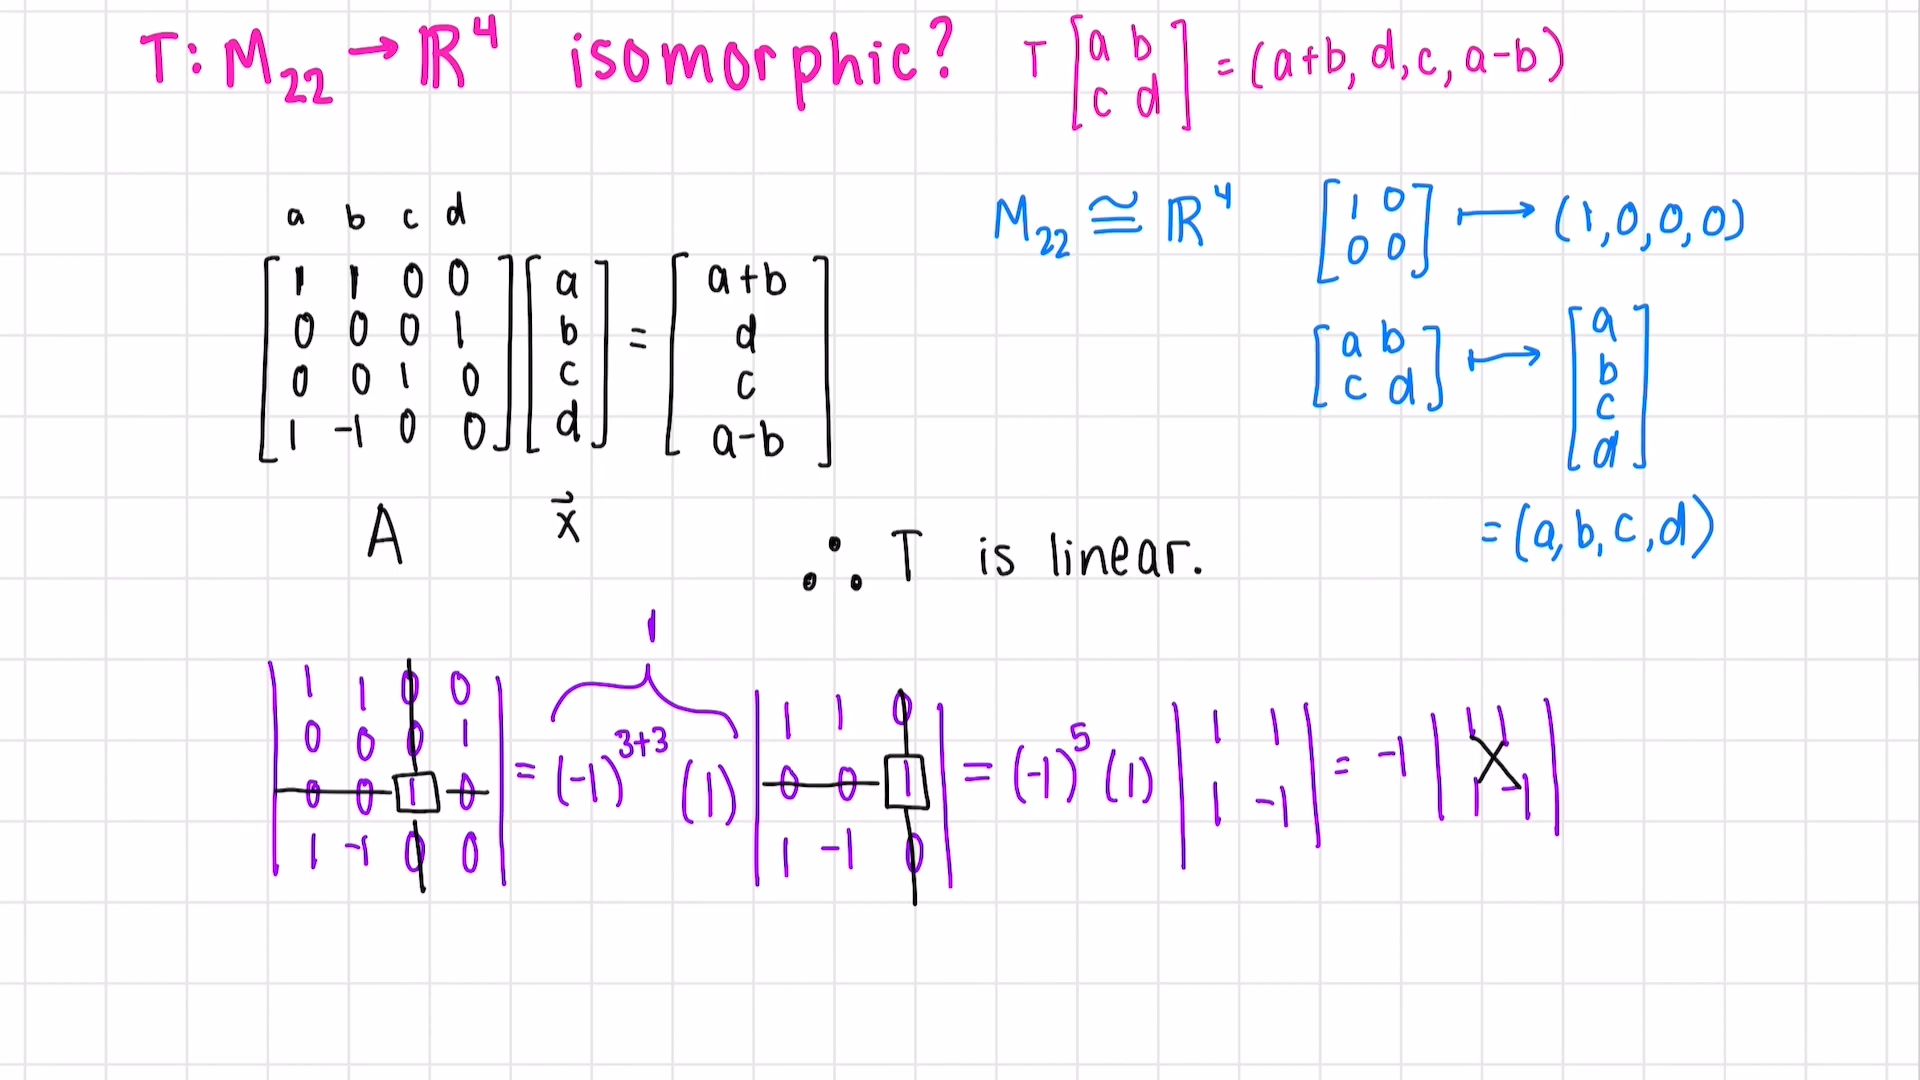 T: M₂₂ → ℝ⁴ isomorphic? T [a b; c d] = (a+b, d, c, a-b)
M₂₂ ≅ ℝ⁴ [1 0; 0 0] ↦ (1,0,0,0)
[a b; c d] ↦ [a; b; c; d]
= (a,b,c,d)
a b c d
[1 1 0 0; 0 0 0 1; 0 0 1 0; 1 -1 0 0] [a; b; c; d] = [a+b; d; c; a-b]
A x⃗
∴ T is linear.
1
|1 1 0 0; 0 0 0 1; 0 0 1 0; 1 -1 0 0| = (-1)³⁺³ (1) |1 1 0; 0 0 1; 1 -1 0| = (-1)⁵ (1) |1 1; 1 -1| = -1 |1 1; 1 -1|